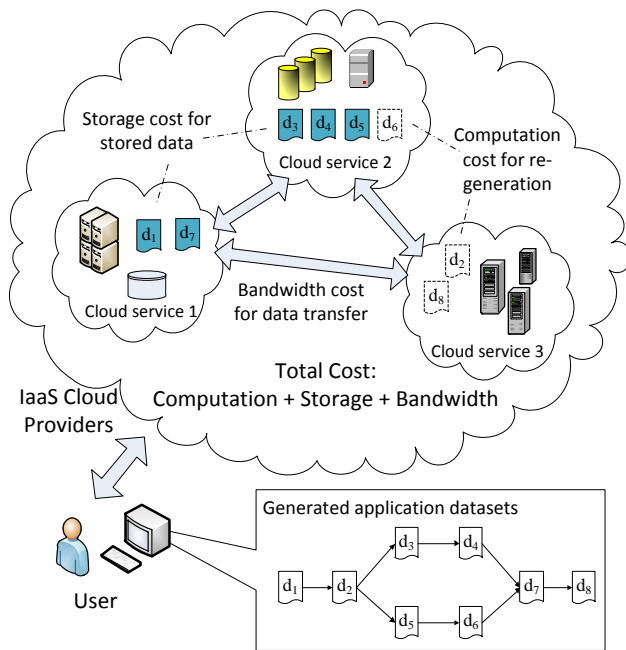 Storage cost for
stored data
d3 d4 d5 d6
Cloud service 2
Computation
cost for re-
generation
d1 d7
Cloud service 1
Bandwidth cost
for data transfer
d2
d8
Cloud service 3
Total Cost:
Computation + Storage + Bandwidth
IaaS Cloud
Providers
User
Generated application datasets
d3 d4
d1 d2 d7 d8
d5 d6